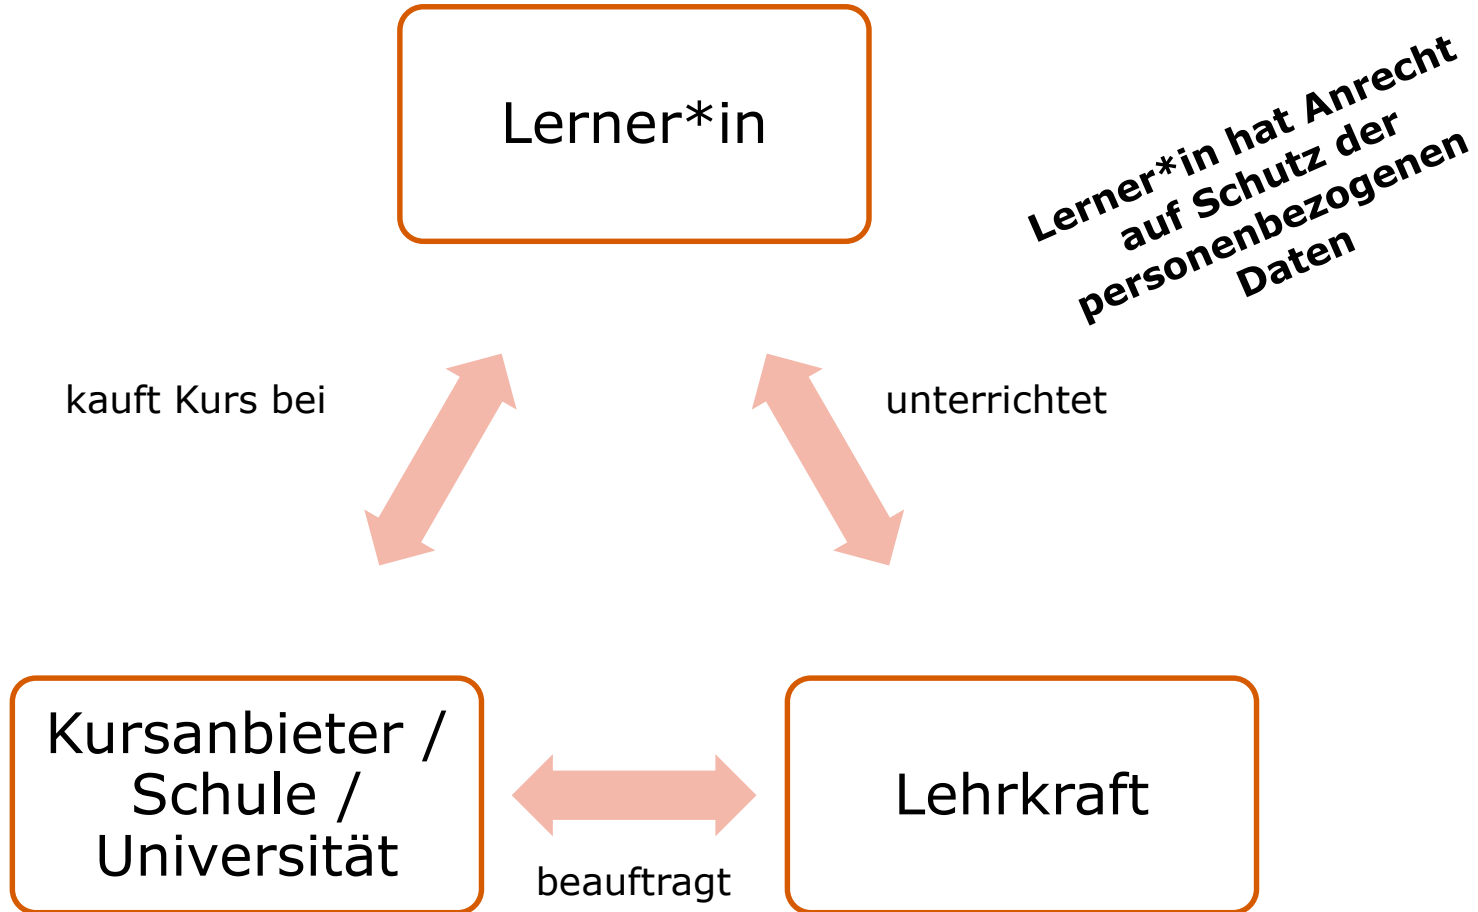 Lerner*in
Lerner*in hat Anrecht
auf Schutz der
personenbezogenen
Daten
kauft Kurs bei
unterrichtet
Kursanbieter /
Schule /
Universität
beauftragt
Lehrkraft